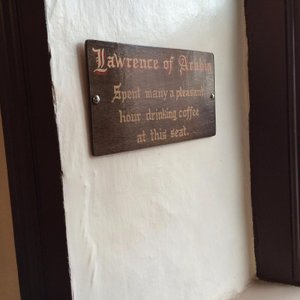 Lawrence of Arabia
Spent many a pleasant
hour drinking coffee
at this seat.